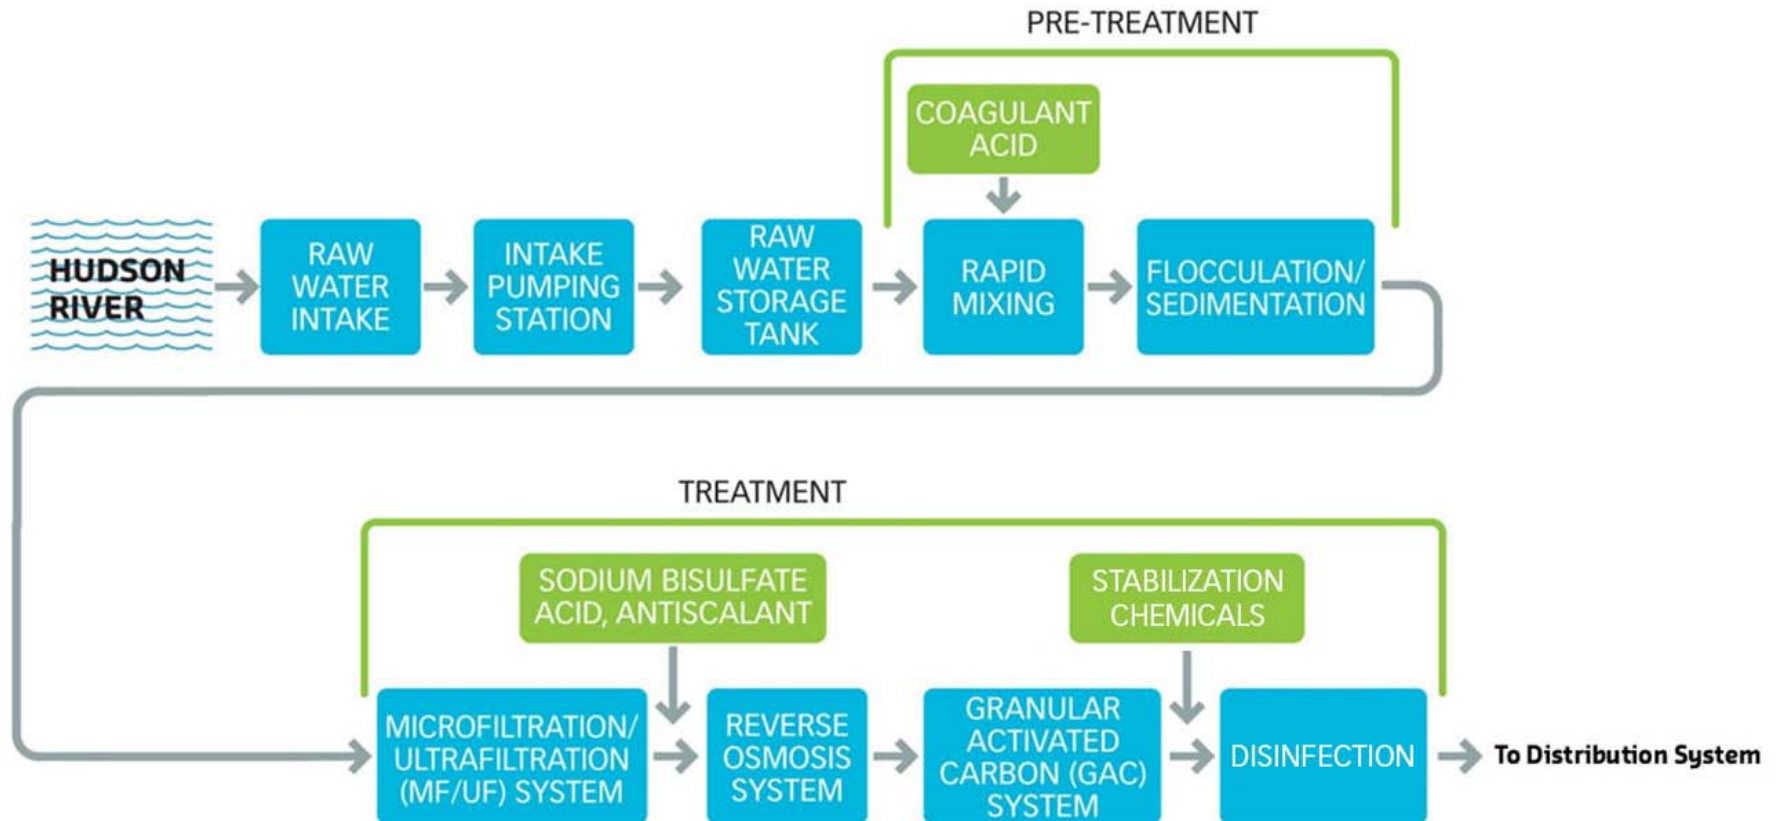 PRE-TREATMENT
COAGULANT
ACID
HUDSON
RIVER
RAW
WATER
INTAKE
INTAKE
PUMPING
STATION
RAW
WATER
STORAGE
TANK
RAPID
MIXING
FLOCCULATION/
SEDIMENTATION
TREATMENT
SODIUM BISULFATE
ACID, ANTISCALANT
STABILIZATION
CHEMICALS
MICROFILTRATION/
ULTRAFILTRATION
(MF/UF) SYSTEM
REVERSE
OSMOSIS
SYSTEM
GRANULAR
ACTIVATED
CARBON (GAC)
SYSTEM
DISINFECTION
To Distribution System